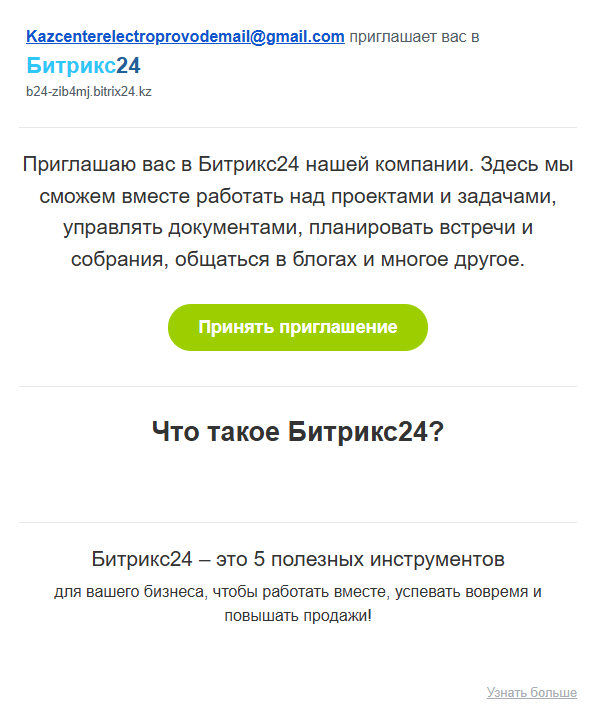 Kazcenterelectroprovodemail@gmail.com приглашает вас в
Битрикс24
b24-zib4mj.bitrix24.kz
Приглашаю вас в Битрикс24 нашей компании. Здесь мы
сможем вместе работать над проектами и задачами,
управлять документами, планировать встречи и
собрания, общаться в блогах и многое другое.
Принять приглашение
Что такое Битрикс24?
Битрикс24 – это 5 полезных инструментов
для вашего бизнеса, чтобы работать вместе, успевать вовремя и
повышать продажи!
Узнать больше